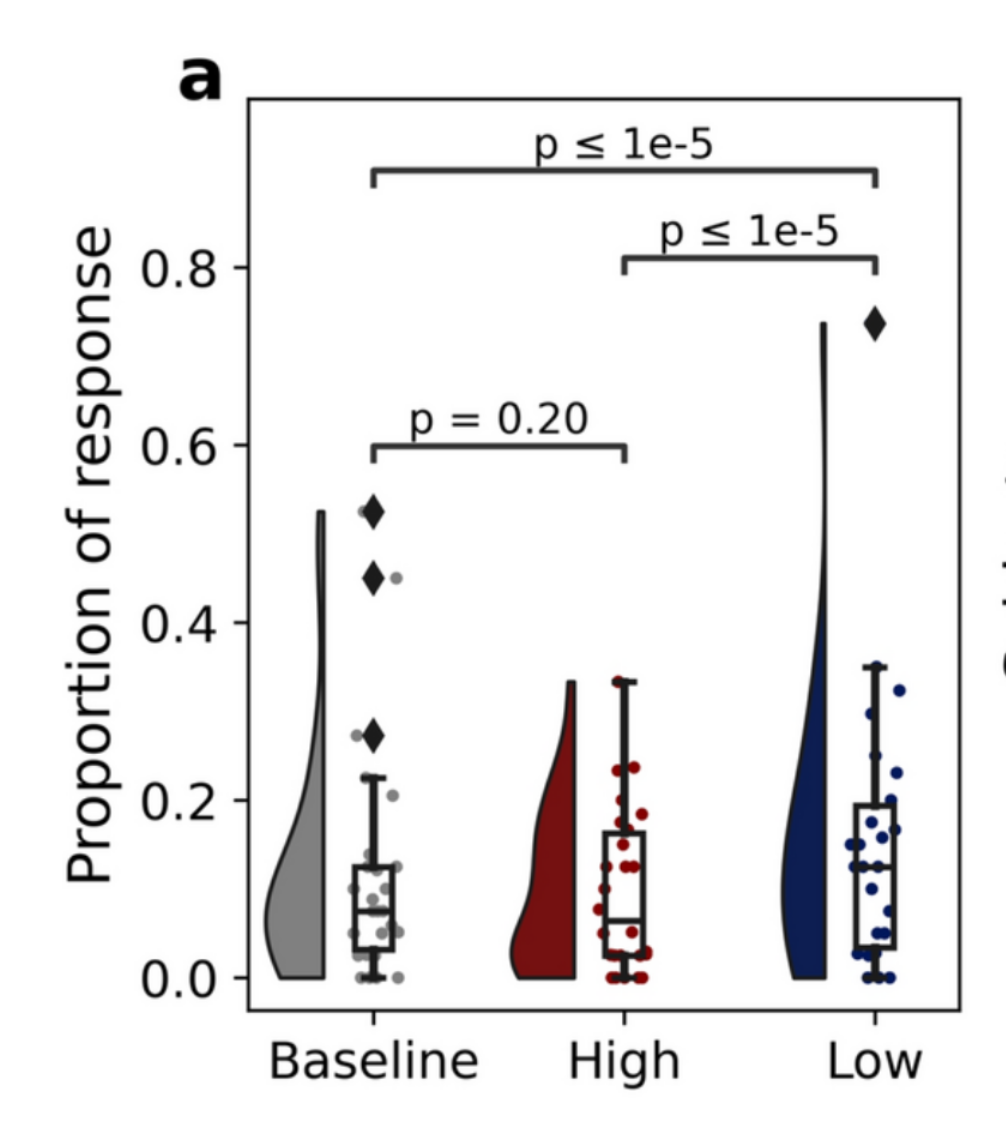 a
p ≤ 1e-5
p ≤ 1e-5
p = 0.20
Proportion of response
0.8
0.6
0.4
0.2
0.0
Baseline
High
Low